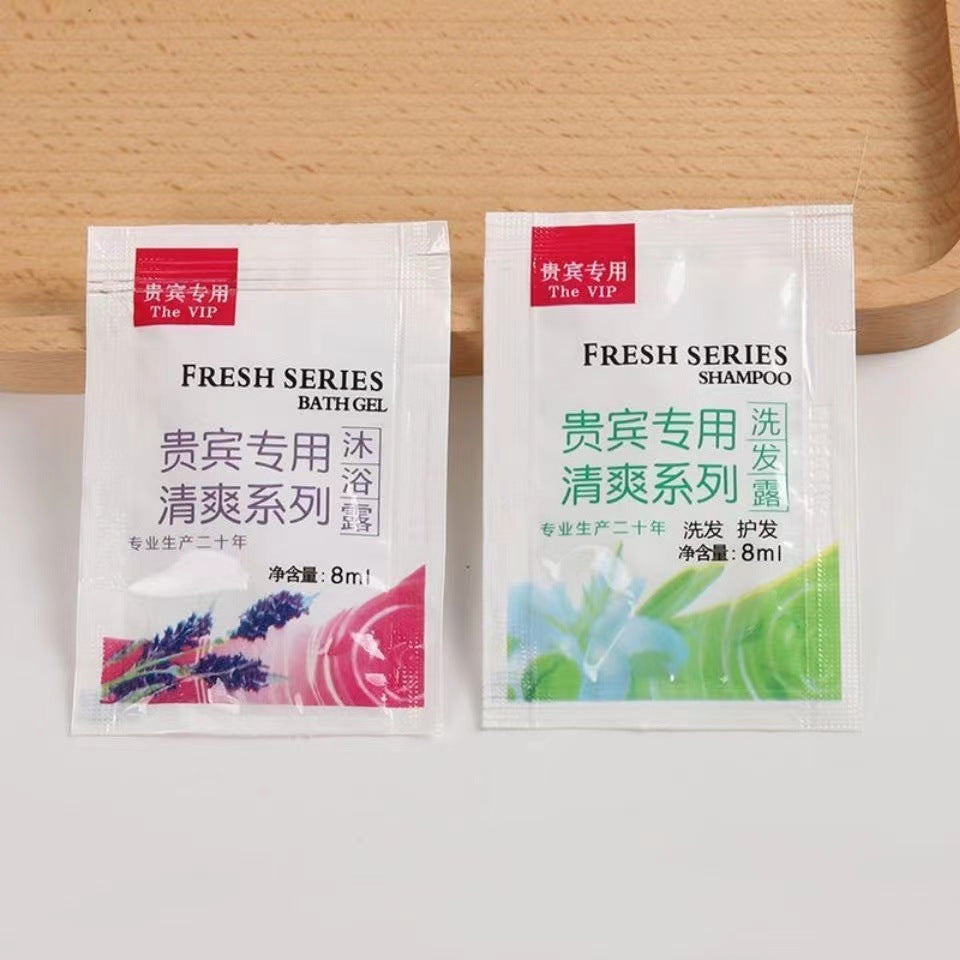 贵宾专用
The VIP
FRESH SERIES
BATH GEL
贵宾专用
清爽系列
沐浴露
专业生产二十年
净含量:8ml
贵宾专用
The VIP
FRESH SERIES
SHAMPOO
贵宾专用
清爽系列
洗发露
专业生产二十年
洗发 护发
净含量:8ml